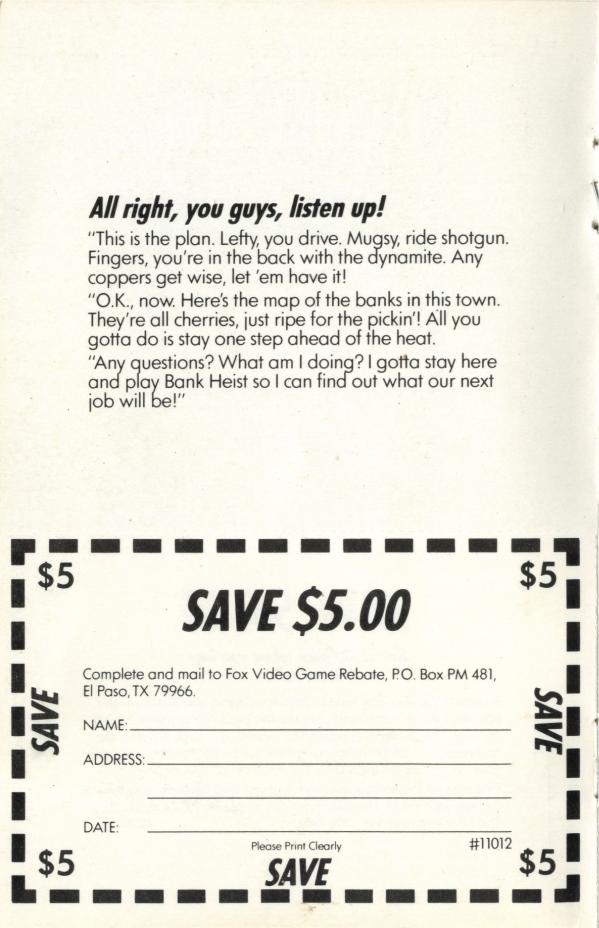 All right, you guys, listen up!
"This is the plan. Lefty, you drive. Mugsy, ride shotgun.
Fingers, you're in the back with the dynamite. Any
coppers get wise, let 'em have it!
"O.K., now. Here's the map of the banks in this town.
They're all cherries, just ripe for the pickin'! All you
gotta do is stay one step ahead of the heat.
"Any questions? What am I doing? I gotta stay here
and play Bank Heist so I can find out what our next
job will be!"
$5
$5
SAVE $5.00
Complete and mail to Fox Video Game Rebate, P.O. Box PM 481,
El Paso, TX 79966.
SAVE
SAVE
NAME:
ADDRESS:
DATE:
Please Print Clearly
#11012
$5
SAVE
$5